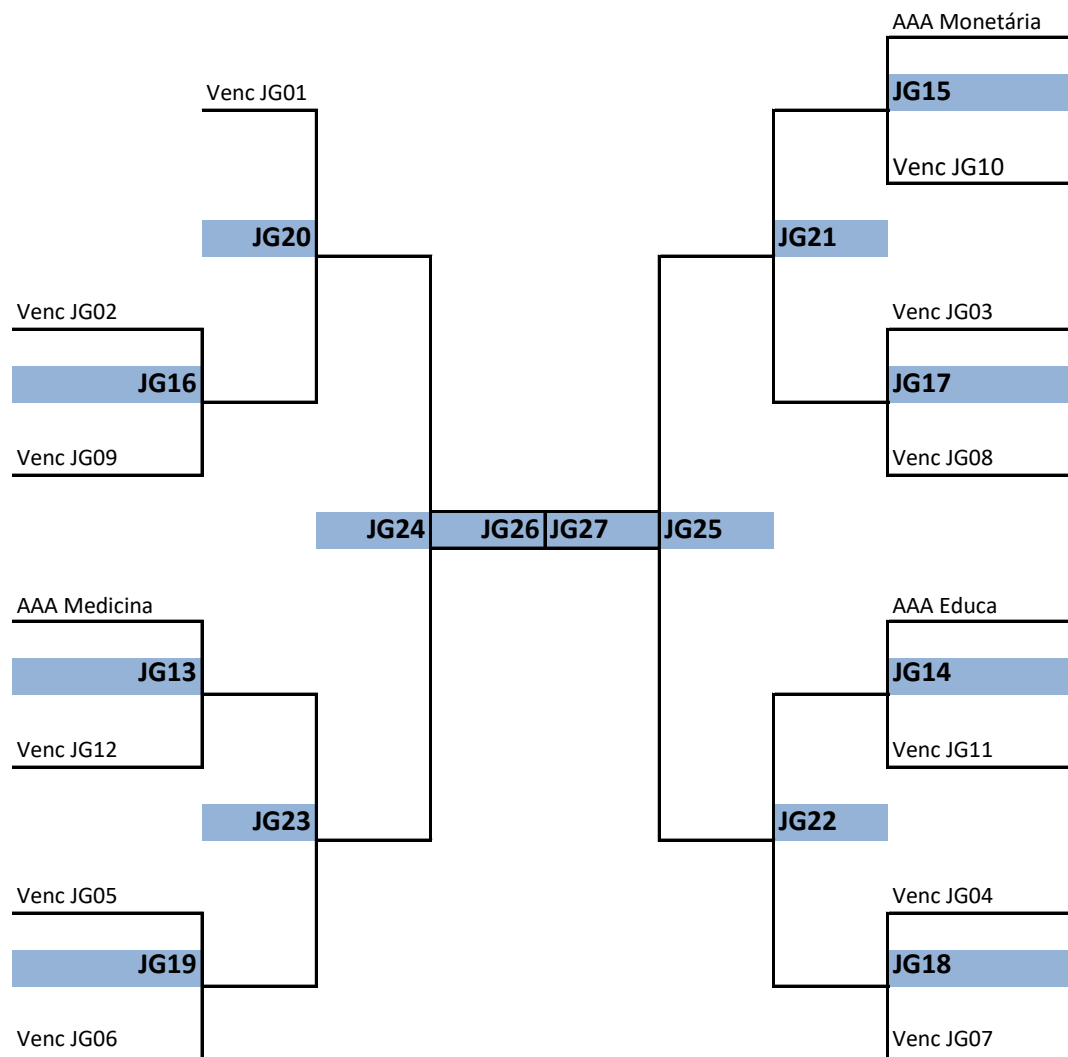 AAA Monetária
Venc JG01
JG15
Venc JG10
JG20
JG21
Venc JG02
Venc JG03
JG16
JG17
Venc JG09
Venc JG08
JG24
JG26
JG27
JG25
AAA Medicina
AAA Educa
JG13
JG14
Venc JG12
Venc JG11
JG23
JG22
Venc JG05
Venc JG04
JG19
JG18
Venc JG06
Venc JG07